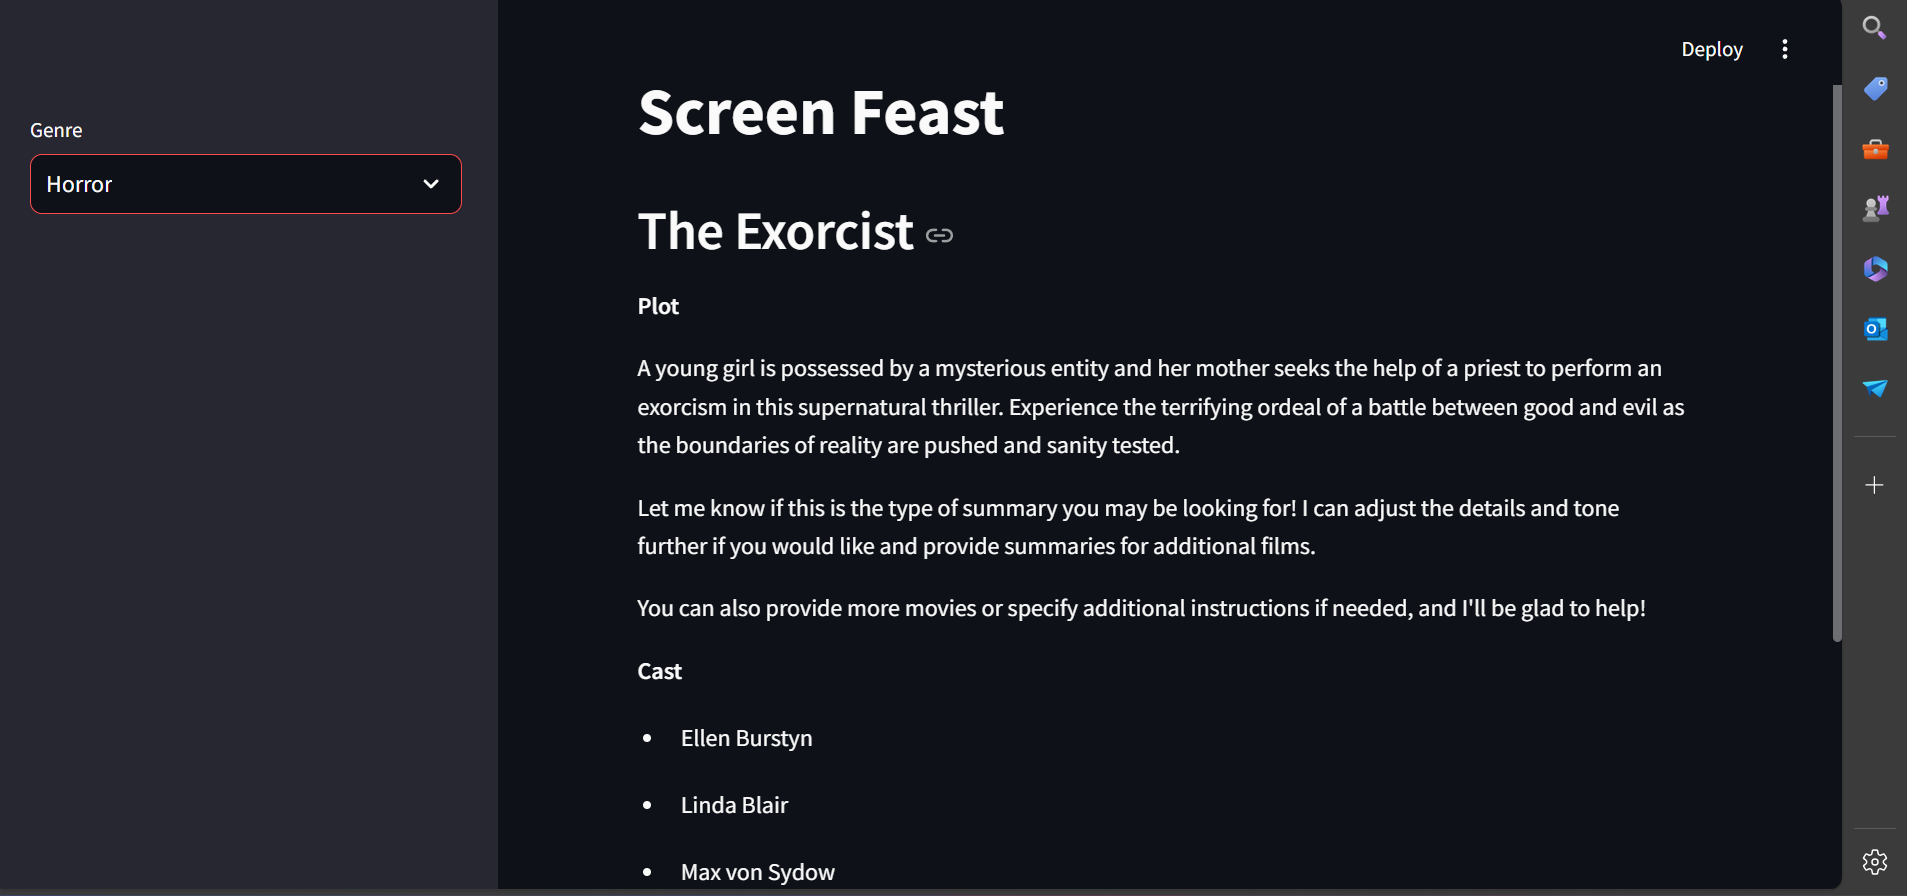 Deploy
Screen Feast
Genre
Horror
The Exorcist
Plot
A young girl is possessed by a mysterious entity and her mother seeks the help of a priest to perform an
exorcism in this supernatural thriller. Experience the terrifying ordeal of a battle between good and evil as
the boundaries of reality are pushed and sanity tested.
Let me know if this is the type of summary you may be looking for! I can adjust the details and tone
further if you would like and provide summaries for additional films.
You can also provide more movies or specify additional instructions if needed, and I'll be glad to help!
Cast
• Ellen Burstyn
• Linda Blair
• Max von Sydow